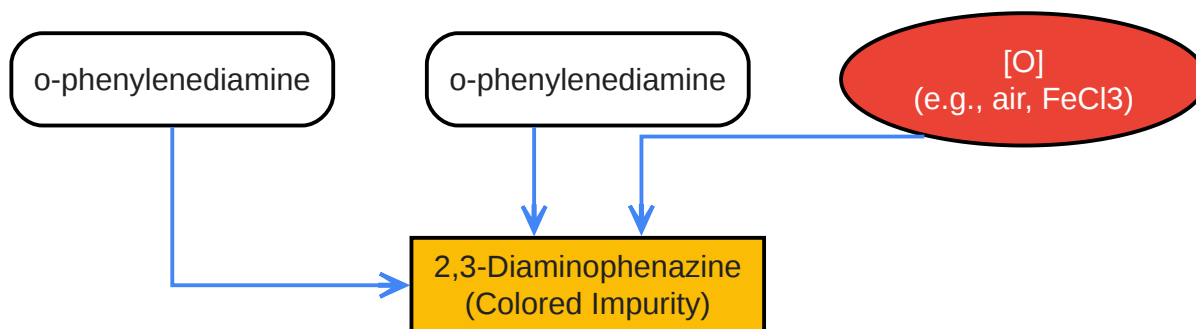 o-phenylenediamine
o-phenylenediamine
[O]
(e.g., air, FeCl3)
2,3-Diaminophenazine
(Colored Impurity)